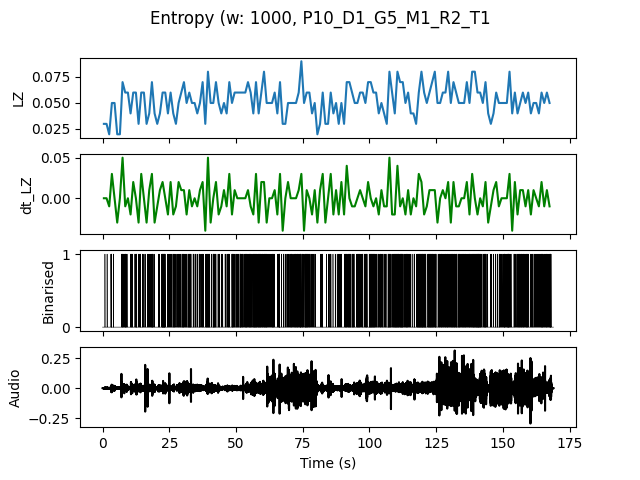 Entropy (w: 1000, P10_D1_G5_M1_R2_T1
LZ
0.075
0.050
0.025
dt_LZ
0.05
0.00
Binarised
1
0
Audio
0.25
0.00
−0.25
0 25 50 75 100 125 150 175
Time (s)